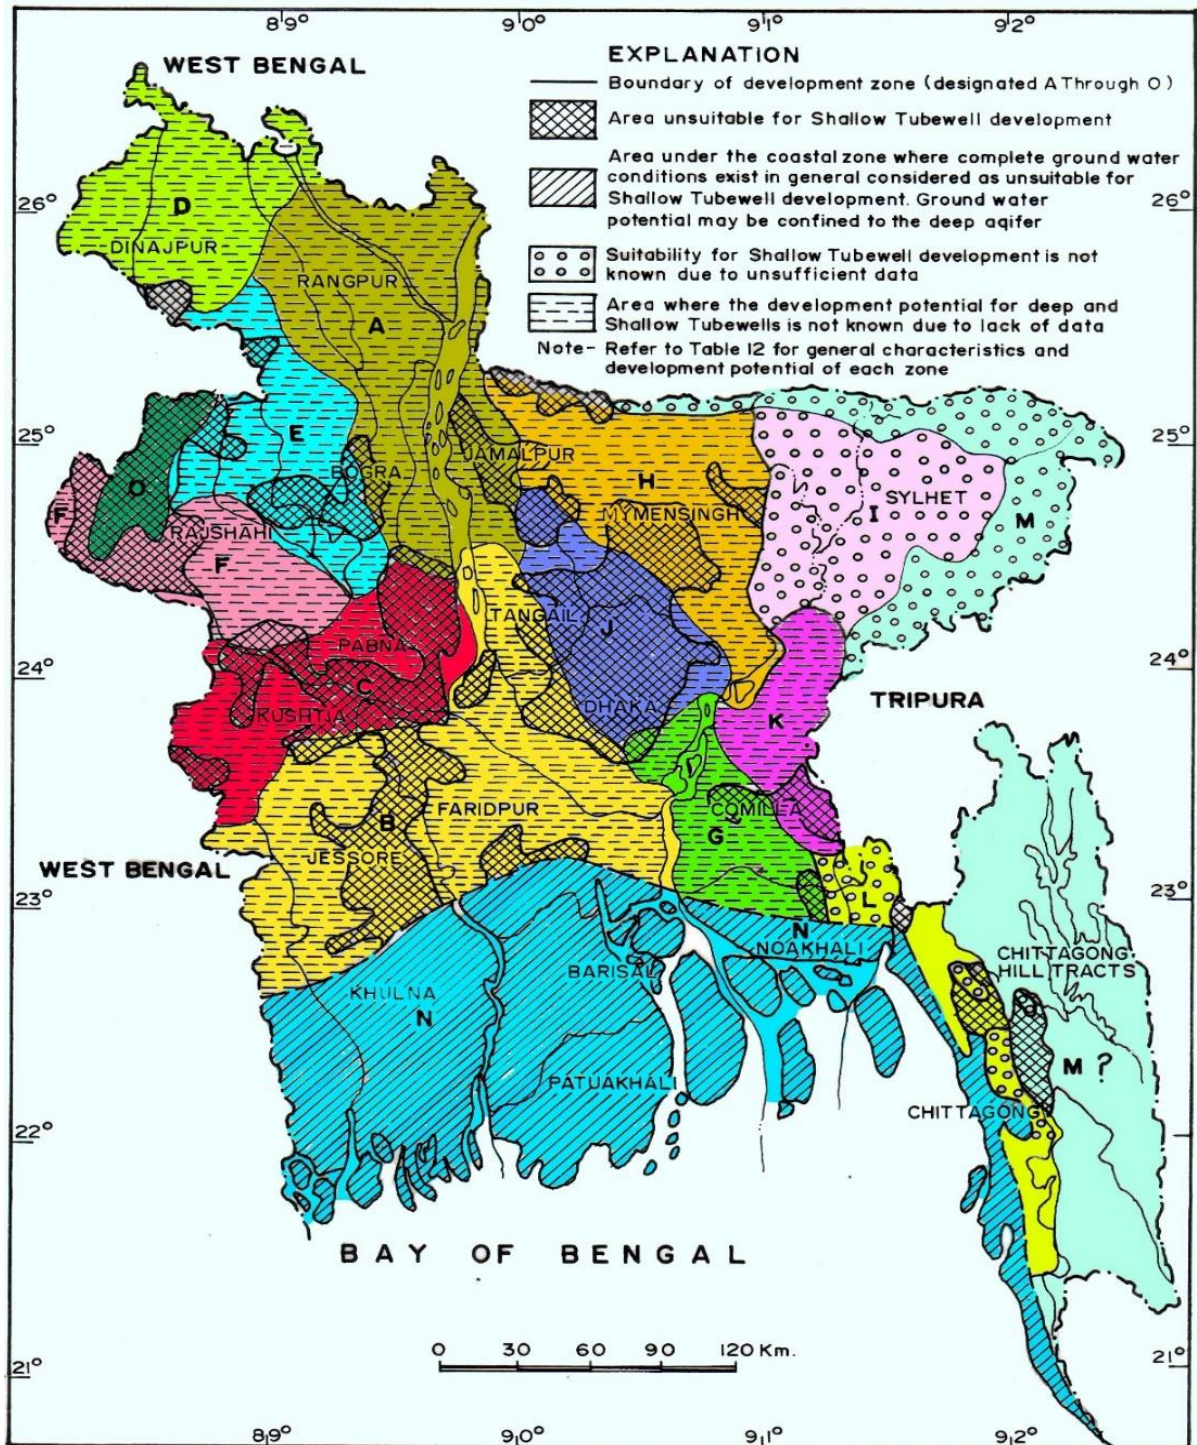 89° 90° 91° 92°
WEST BENGAL
EXPLANATION
Boundary of development zone (designated A Through O)
Area unsuitable for Shallow Tubewell development
Area under the coastal zone where complete ground water
conditions exist in general considered as unsuitable for
Shallow Tubewell development. Ground water
potential may be confined to the deep aqifer
Suitability for Shallow Tubewell development is not
known due to unsufficient data
Area where the development potential for deep and
Shallow Tubewells is not known due to lack of data
Note- Refer to Table 12 for general characteristics and
development potential of each zone
26° 26°
D
DINAJPUR
RANGPUR
A
25° 25°
E
JAMALPUR
BOGRA
H
O
SYLHET
F
MYMENSINGH
I
M
RAJSHAHI
F
TANGAIL
J
PABNA
24° 24°
C
TRIPURA
KUSHTIA
DHAKA
K
FARIDPUR
COMILLA
B
G
JESSORE
WEST BENGAL
L
23° 23°
N
NOAKHALI
CHITTAGONG
HILL TRACTS
BARISAL
KHULNA
N
M ?
PATUAKHALI
CHITTAGONG
22° 22°
BAY OF BENGAL
0 30 60 90 120 Km.
21° 21°
89° 90° 91° 92°